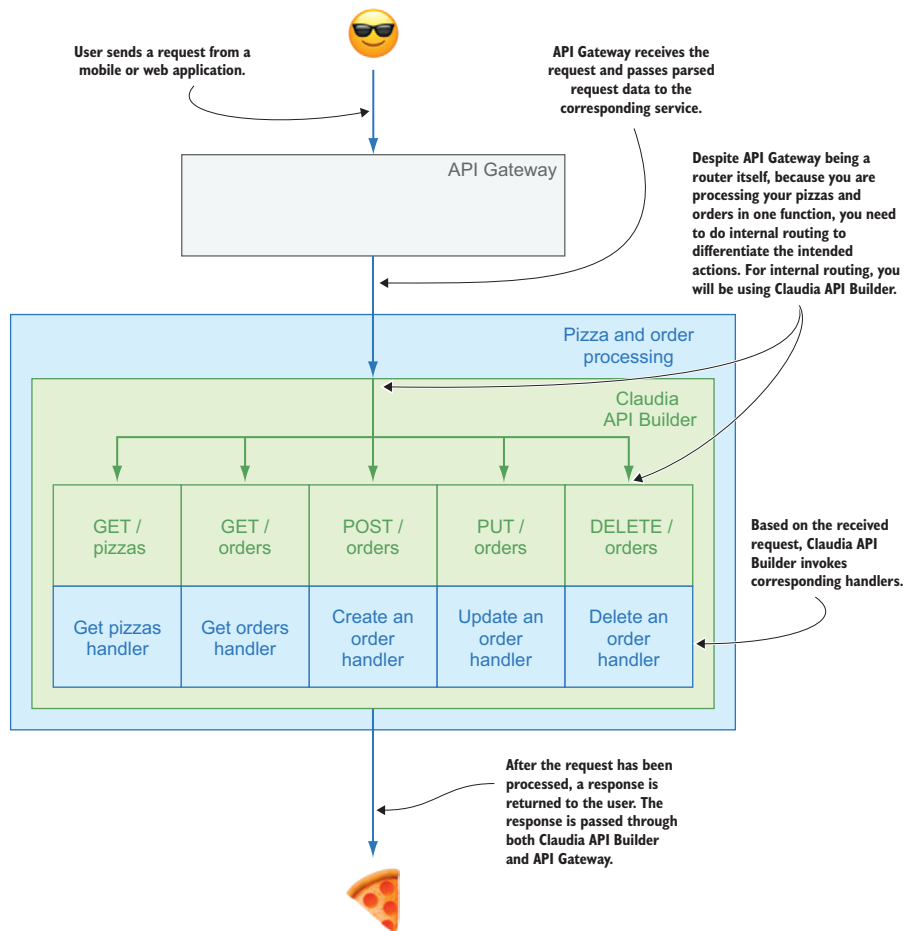 User sends a request from a
mobile or web application.
API Gateway receives the
request and passes parsed
request data to the
corresponding service.
API Gateway
Despite API Gateway being a
router itself, because you are
processing your pizzas and
orders in one function, you need
to do internal routing to
differentiate the intended
actions. For internal routing, you
will be using Claudia API Builder.
Pizza and order
processing
Claudia
API Builder
GET /
pizzas
GET /
orders
POST /
orders
PUT /
orders
DELETE /
orders
Based on the received
request, Claudia API
Builder invokes
corresponding handlers.
Get pizzas
handler
Get orders
handler
Create an
order
handler
Update an
order
handler
Delete an
order
handler
After the request has been
processed, a response is
returned to the user. The
response is passed through
both Claudia API Builder
and API Gateway.